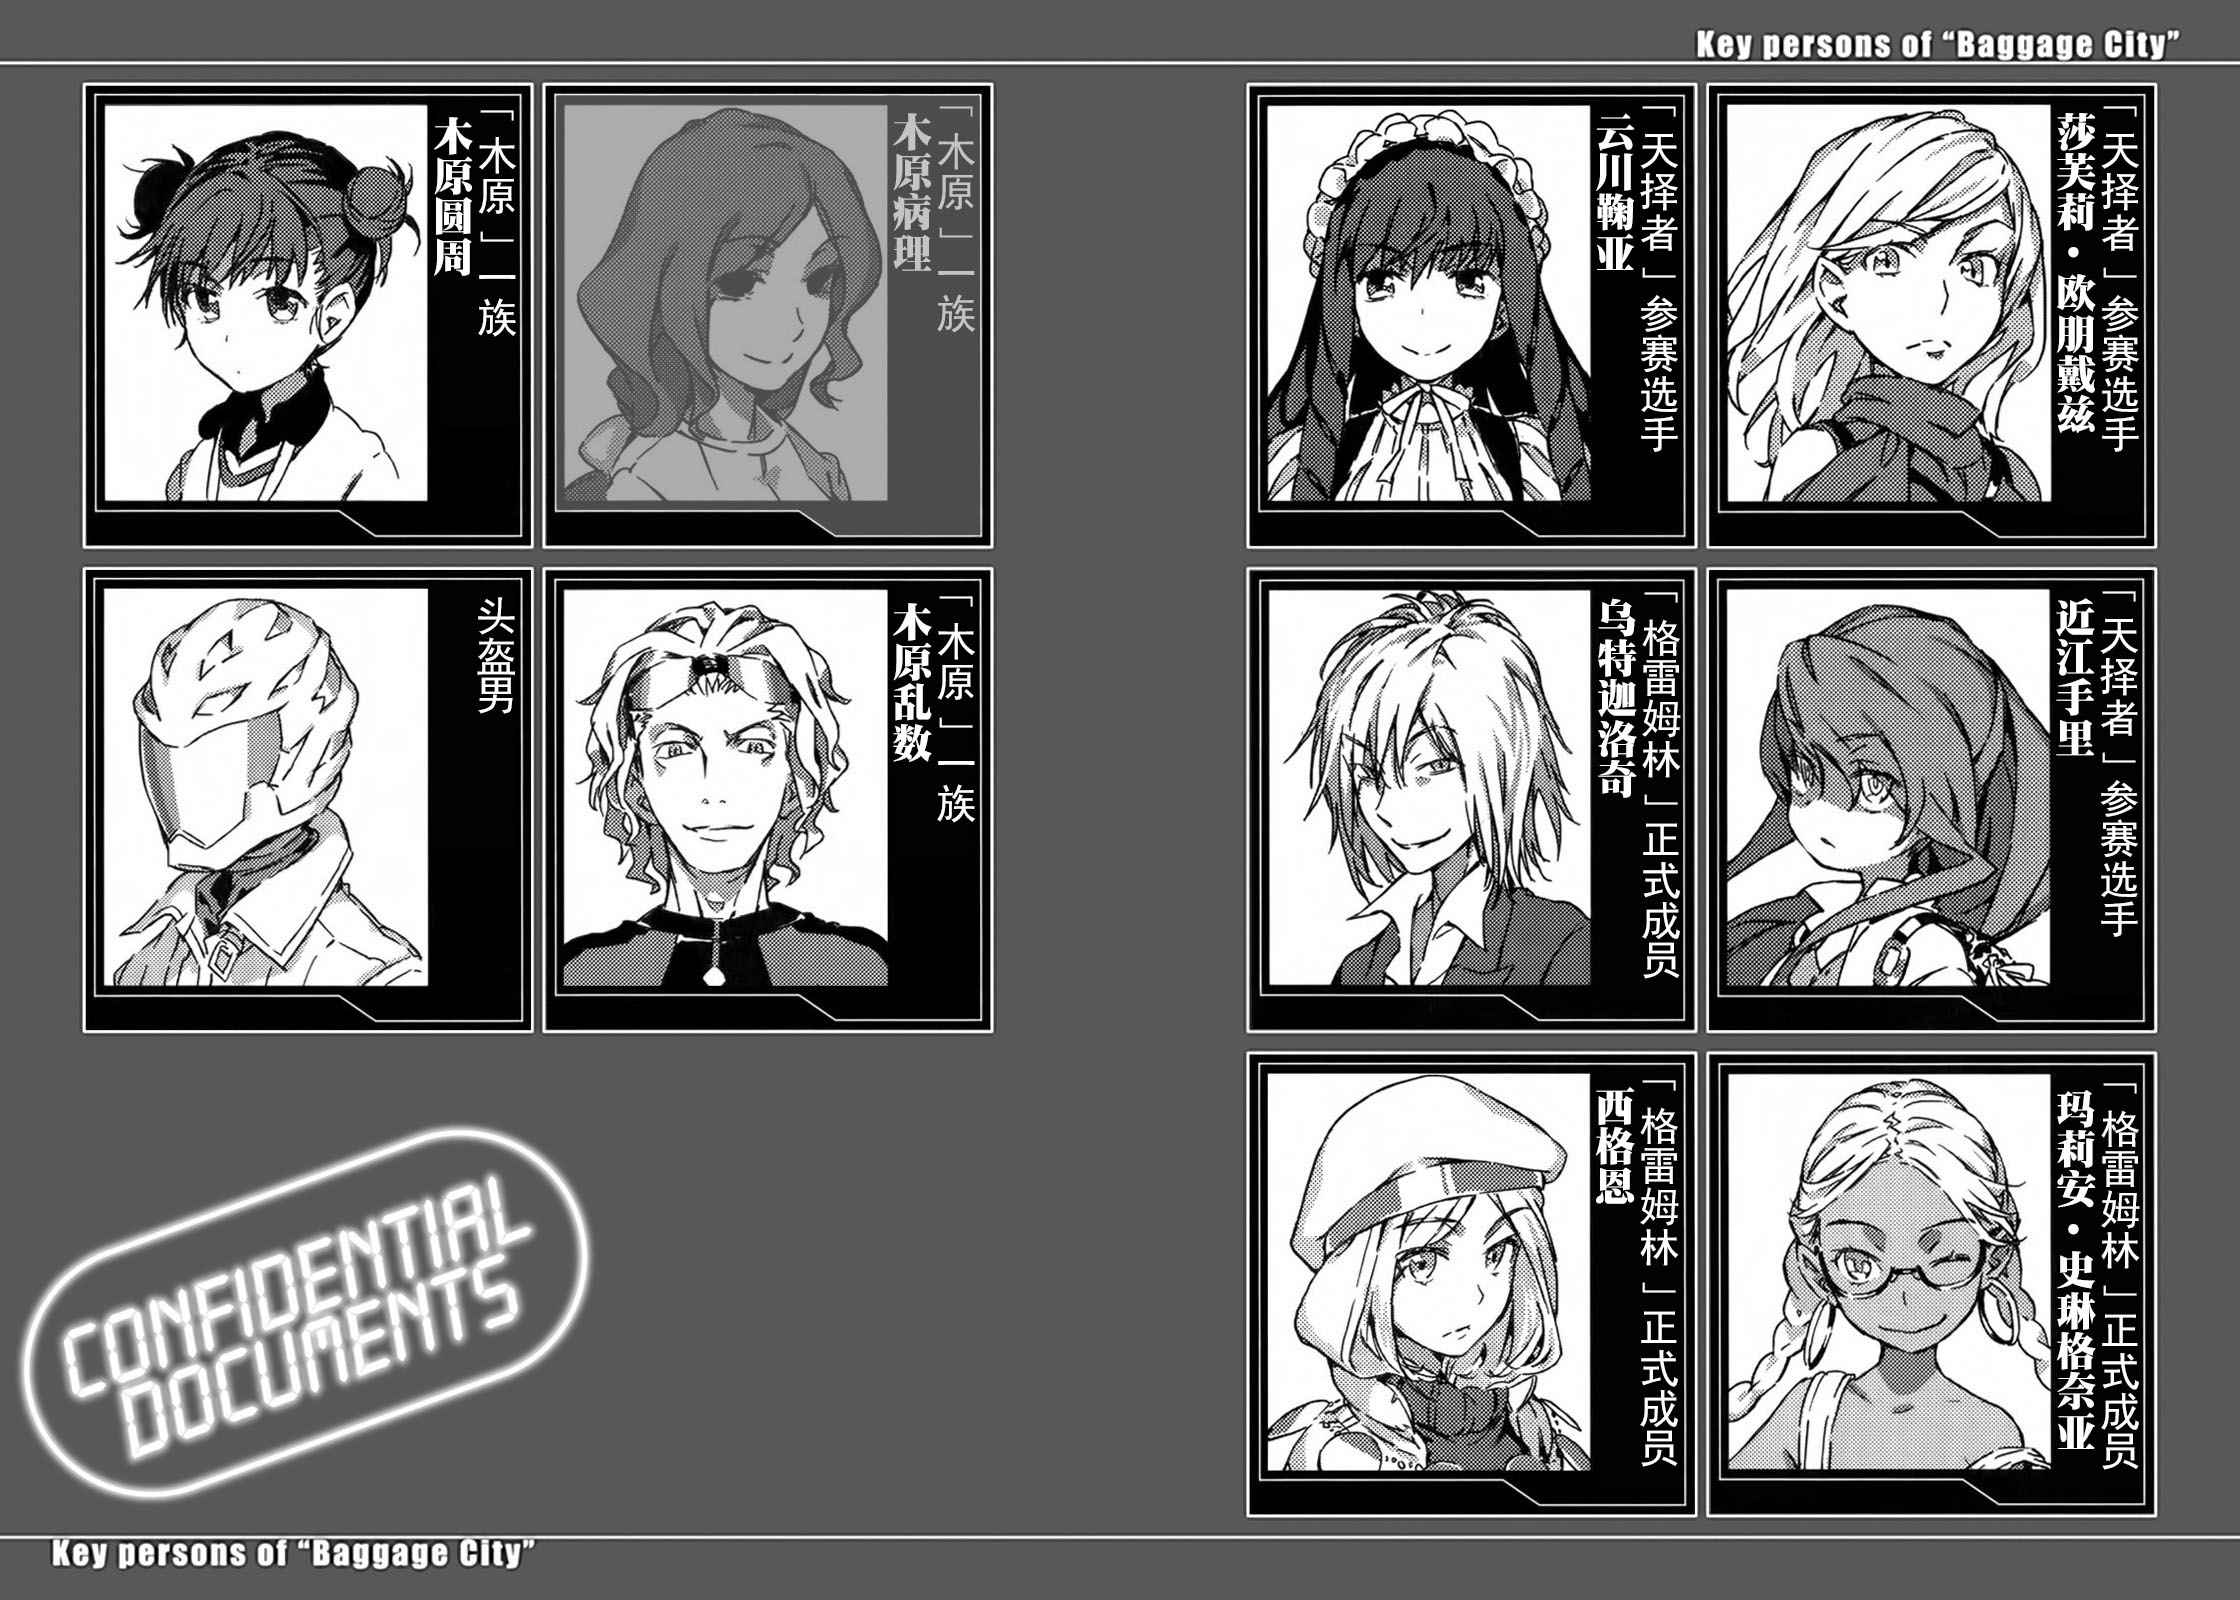 Key persons of “Baggage City”
「天择者」参赛选手
莎芙莉·欧朋戴兹
「天择者」参赛选手
云川鞠亚
「天择者」参赛选手
近江手里
「格雷姆林」正式成员
乌特迦洛奇
「格雷姆林」正式成员
玛莉安·史琳格奈亚
「格雷姆林」正式成员
西格恩
「木原」一族
木原病理
「木原」一族
木原圆周
「木原」一族
木原乱数
头盔男
CONFIDENTIAL
DOCUMENTS
Key persons of “Baggage City”